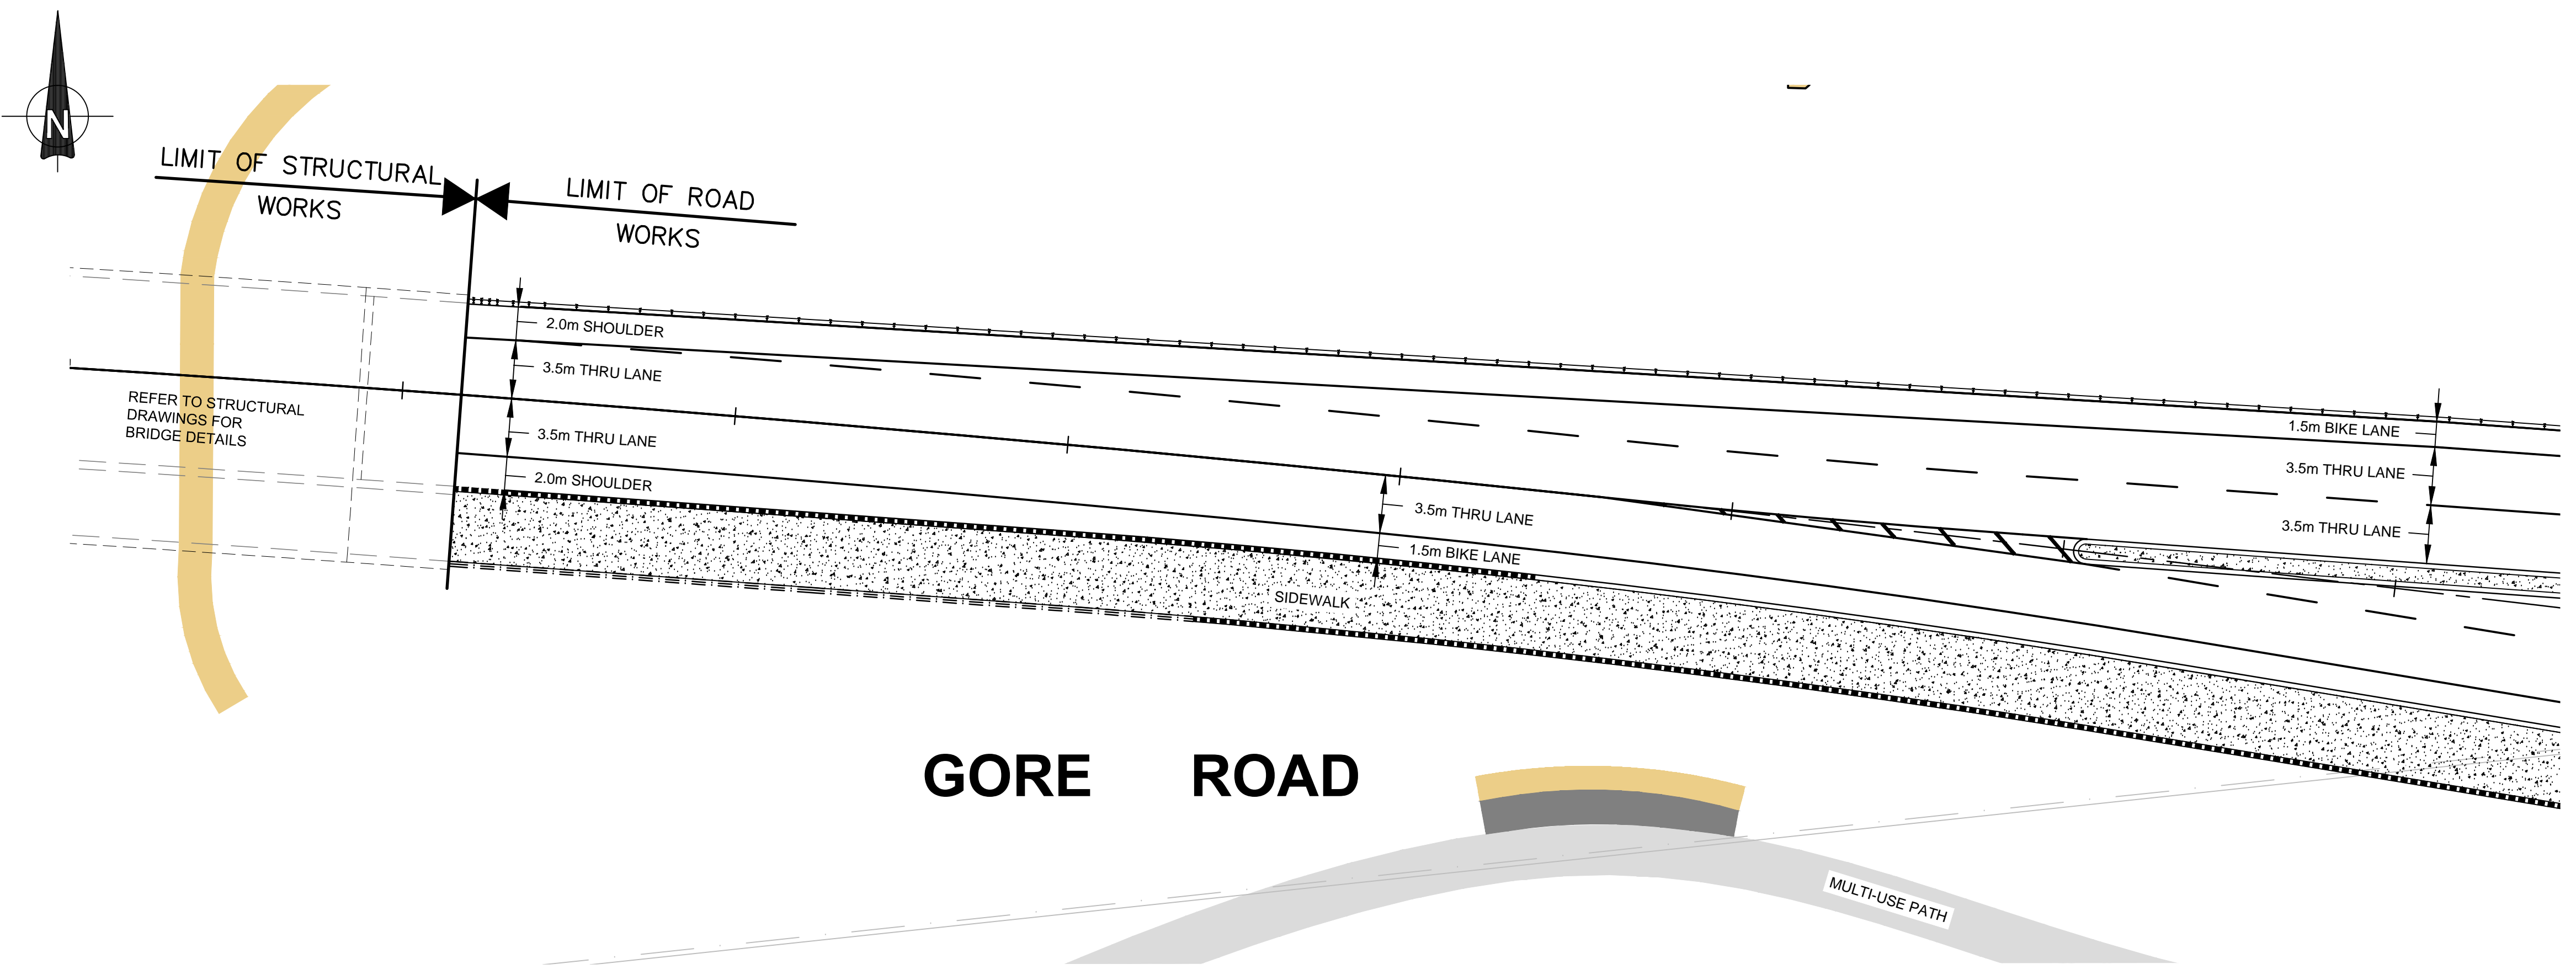 N
LIMIT OF STRUCTURAL
WORKS
LIMIT OF ROAD
WORKS
2.0m SHOULDER
3.5m THRU LANE
REFER TO STRUCTURAL
DRAWINGS FOR
BRIDGE DETAILS
3.5m THRU LANE
2.0m SHOULDER
3.5m THRU LANE
1.5m BIKE LANE
SIDEWALK
1.5m BIKE LANE
3.5m THRU LANE
3.5m THRU LANE
GORE ROAD
MULTI-USE PATH